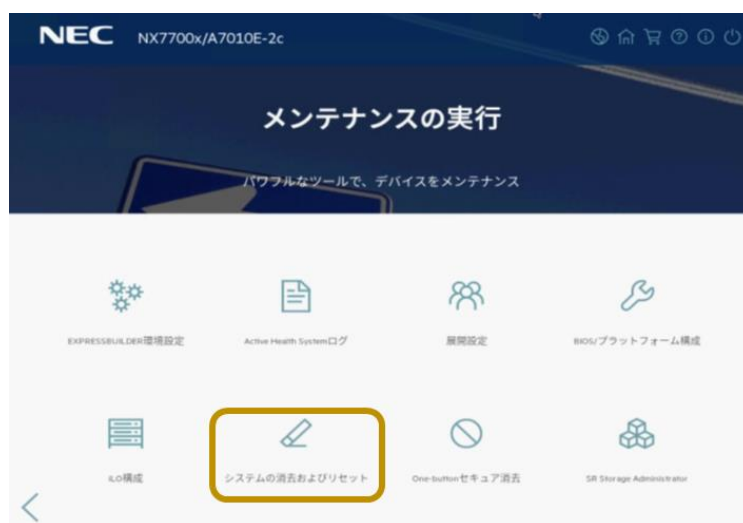 NEC NX7700x/A7010E-2c
メンテナンスの実行
パワフルなツールで、デバイスをメンテナンス
EXPRESSBUILDER環境設定
Active Health Systemログ
展開設定
BIOS/プラットフォーム構成
iLO構成
システムの消去およびリセット
One-buttonセキュア消去
SR Storage Administrator